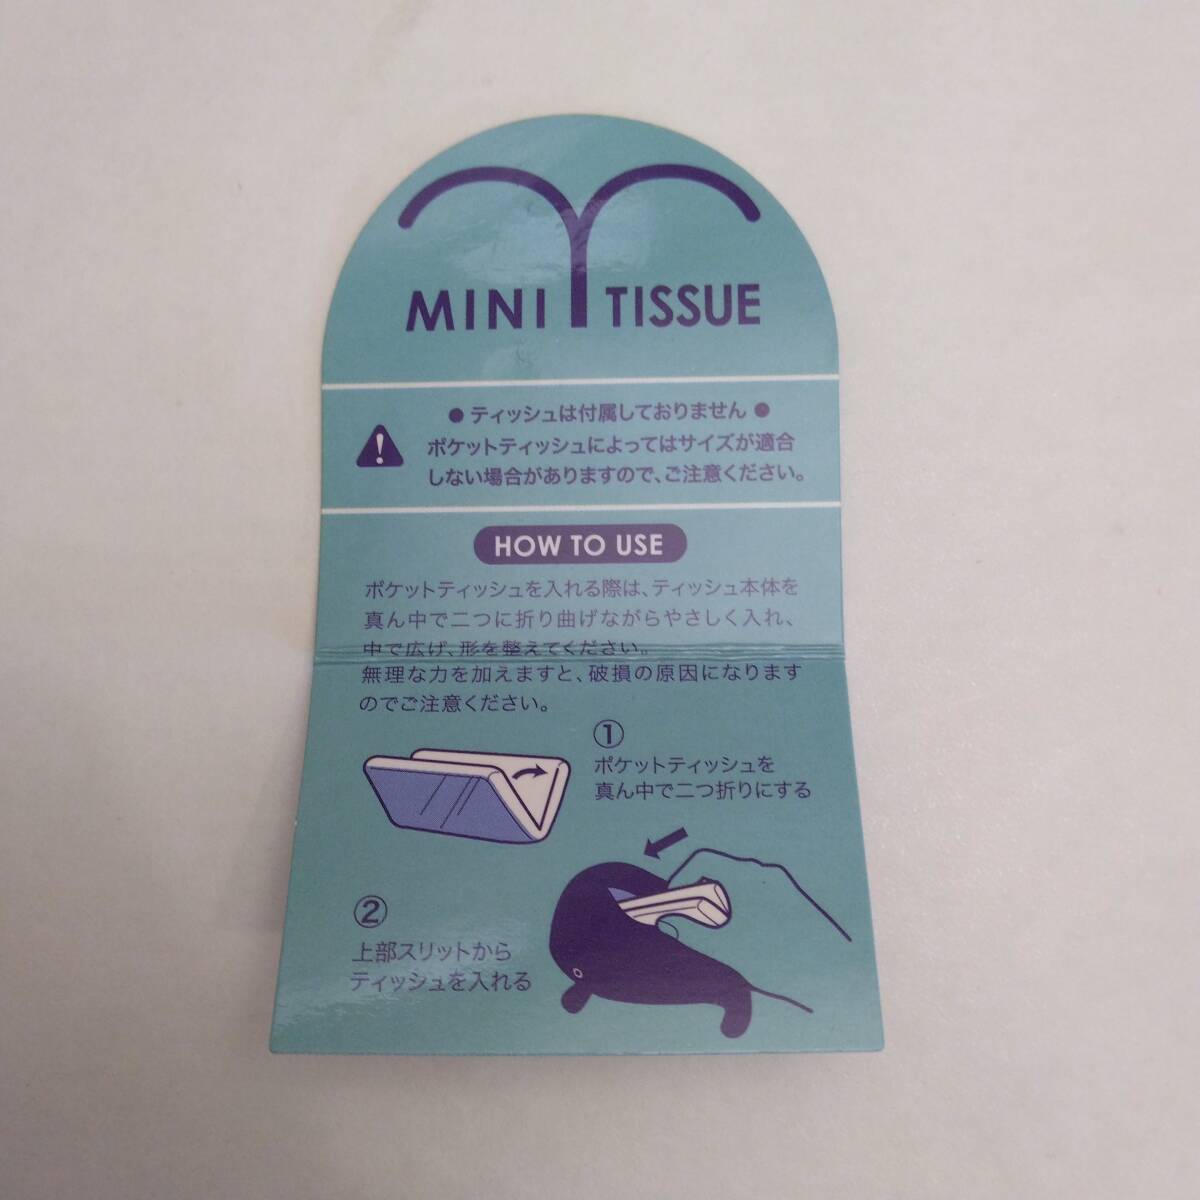 MINI TISSUE
● ティッシュは付属しておりません ●
ポケットティッシュによってはサイズが適合
しない場合がありますので、ご注意ください。
HOW TO USE
ポケットティッシュを入れる際は、ティッシュ本体を
真ん中で二つに折り曲げながらやさしく入れ、
中で広げ、形を整えてください。
無理な力を加えますと、破損の原因になります
のでご注意ください。
①
ポケットティッシュを
真ん中で二つ折りにする
②
上部スリットから
ティッシュを入れる